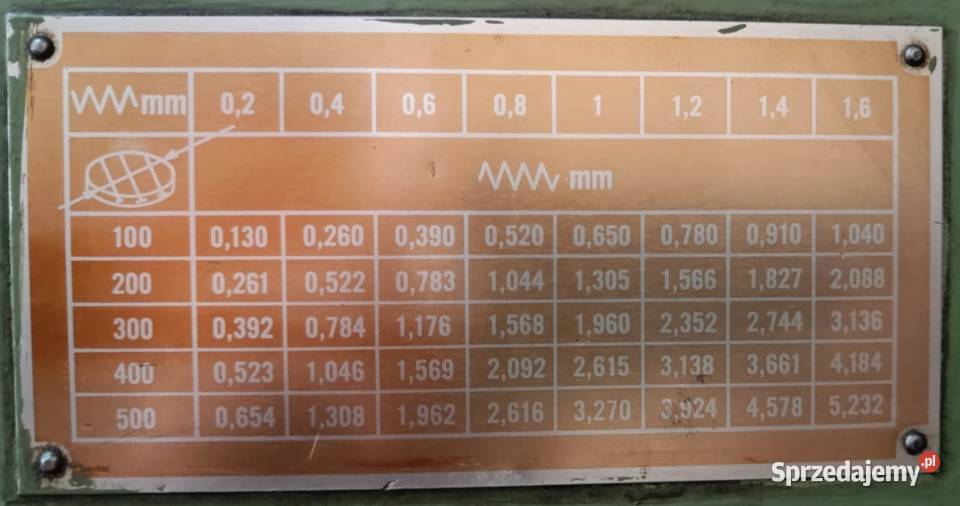 mm 0,2 0,4 0,6 0,8 1 1,2 1,4 1,6
mm
100 0,130 0,260 0,390 0,520 0,650 0,780 0,910 1,040
200 0,261 0,522 0,783 1,044 1,305 1,566 1,827 2,088
300 0,392 0,784 1,176 1,568 1,960 2,352 2,744 3,136
400 0,523 1,046 1,569 2,092 2,615 3,138 3,661 4,184
500 0,654 1,308 1,962 2,616 3,270 3,924 4,578 5,232
Sprzedajemy.pl